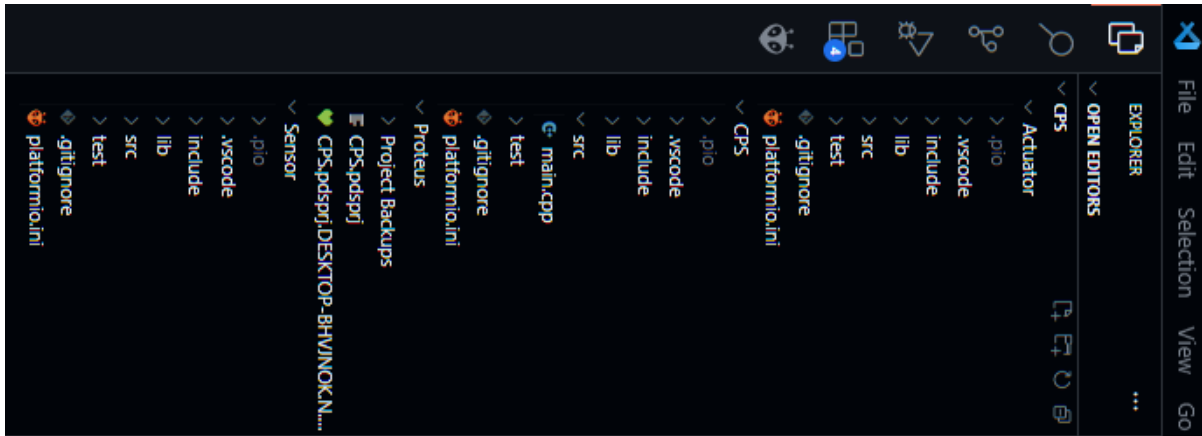 File Edit Selection View Go
EXPLORER ...
OPEN EDITORS
CPS
Actuator
.pio
.vscode
include
lib
src
test
.gitignore
platformio.ini
CPS
.pio
.vscode
include
lib
src
main.cpp
test
.gitignore
platformio.ini
Proteus
Project Backups
CPS.pdsprj
CPS.pdsprj.DESKTOP-BHVJNOK.N...
Sensor
.pio
.vscode
include
lib
src
test
.gitignore
platformio.ini
4